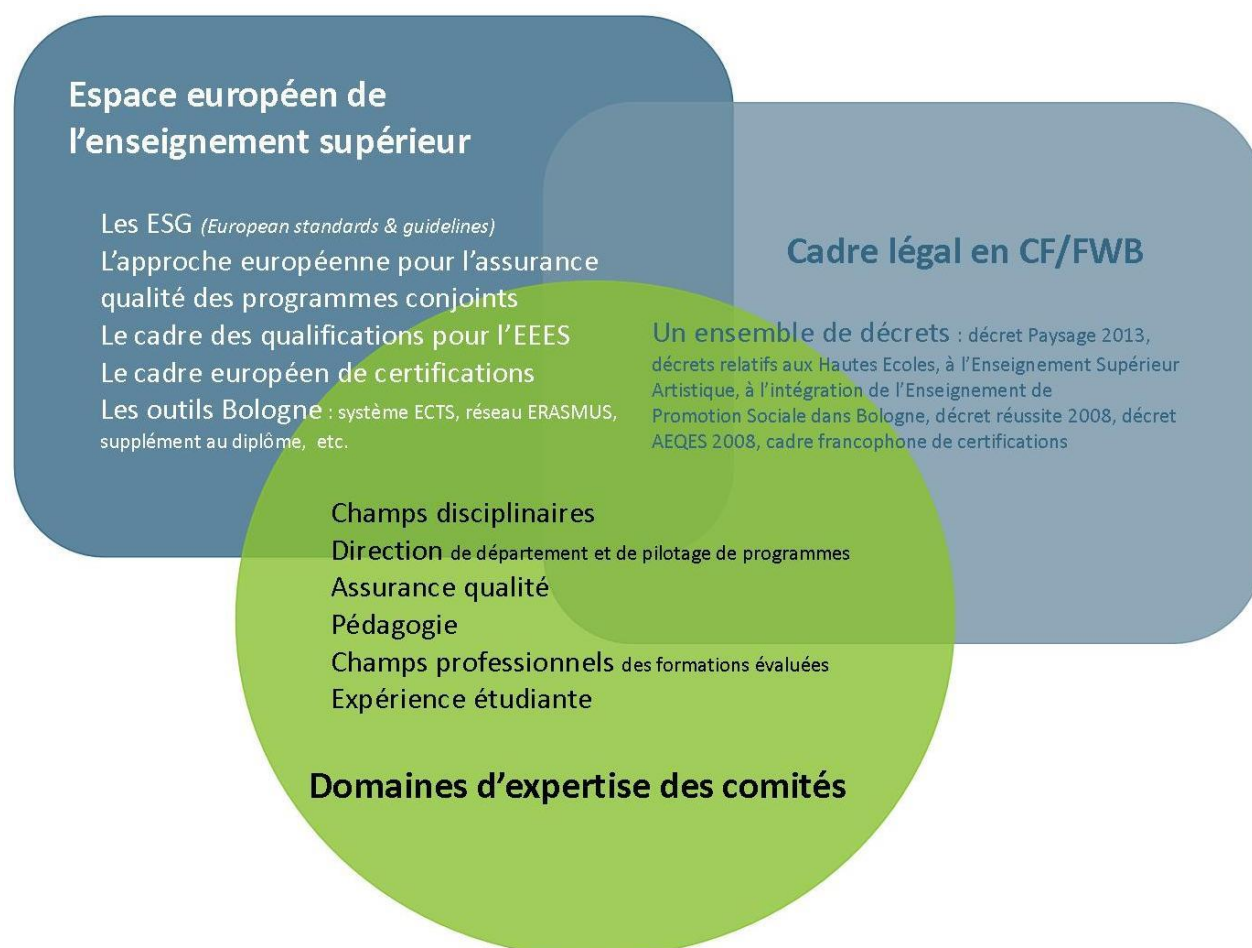 Espace européen de
l'enseignement supérieur
Les ESG (European standards & guidelines)
L'approche européenne pour l'assurance
qualité des programmes conjoints
Le cadre des qualifications pour l'EEES
Le cadre européen de certifications
Les outils Bologne : système ECTS, réseau ERASMUS,
supplément au diplôme, etc.
Cadre légal en CF/FWB
Un ensemble de décrets : décret Paysage 2013,
décrets relatifs aux Hautes Ecoles, à l'Enseignement Supérieur
Artistique, à l'intégration de l'Enseignement de
Promotion Sociale dans Bologne, décret réussite 2008, décret
AEQES 2008, cadre francophone de certifications
Champs disciplinaires
Direction de département et de pilotage de programmes
Assurance qualité
Pédagogie
Champs professionnels des formations évaluées
Expérience étudiante
Domaines d'expertise des comités